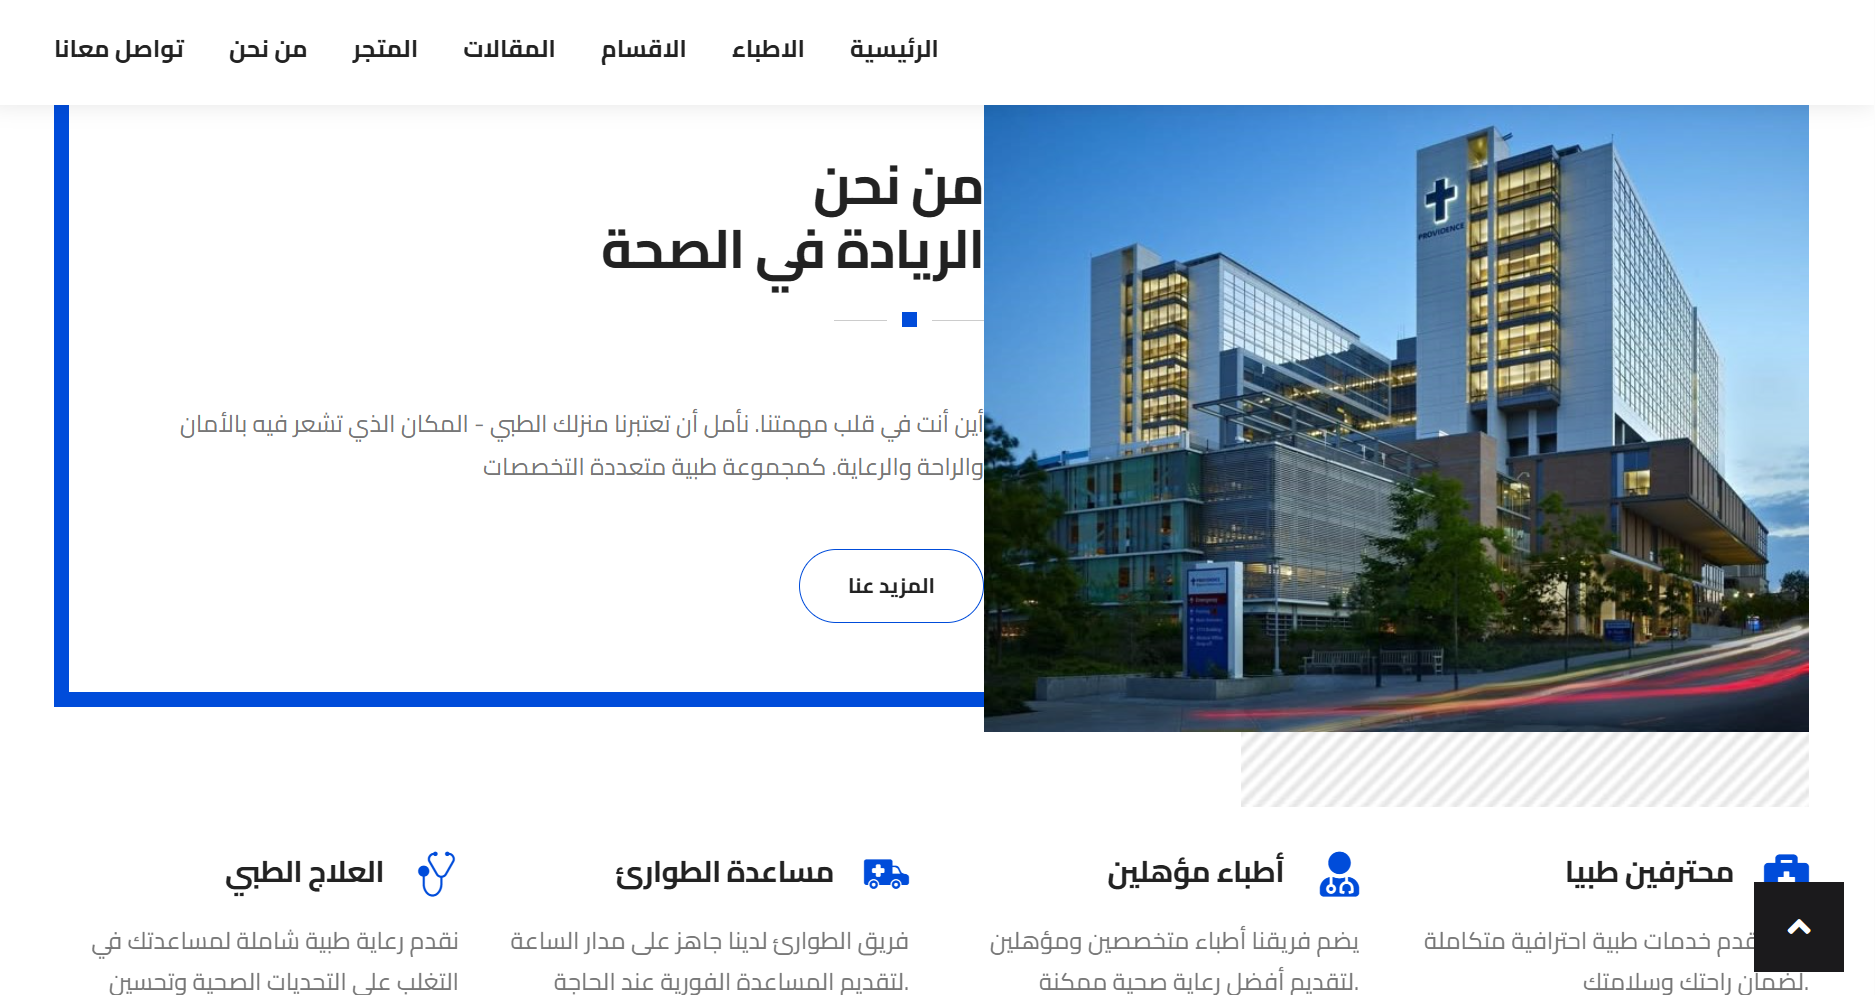 الرئيسية الاطباء الاقسام المقالات المتجر من نحن تواصل معانا
من نحن
الريادة في الصحة
أين أنت في قلب مهمتنا. نأمل أن تعتبرنا منزلك الطبي - المكان الذي تشعر فيه بالأمان
والراحة والرعاية. كمجموعة طبية متعددة التخصصات
المزيد عنا
PROVIDENCE
PROVIDENCE
Emergency
محترفين طبيا
قدم خدمات طبية احترافية متكاملة
.لضمان راحتك وسلامتك
أطباء مؤهلين
يضم فريقنا أطباء متخصصين ومؤهلين
.لتقديم أفضل رعاية صحية ممكنة
مساعدة الطوارئ
فريق الطوارئ لدينا جاهز على مدار الساعة
.لتقديم المساعدة الفورية عند الحاجة
العلاج الطبي
نقدم رعاية طبية شاملة لمساعدتك في
التغلب على التحديات الصحية وتحسين